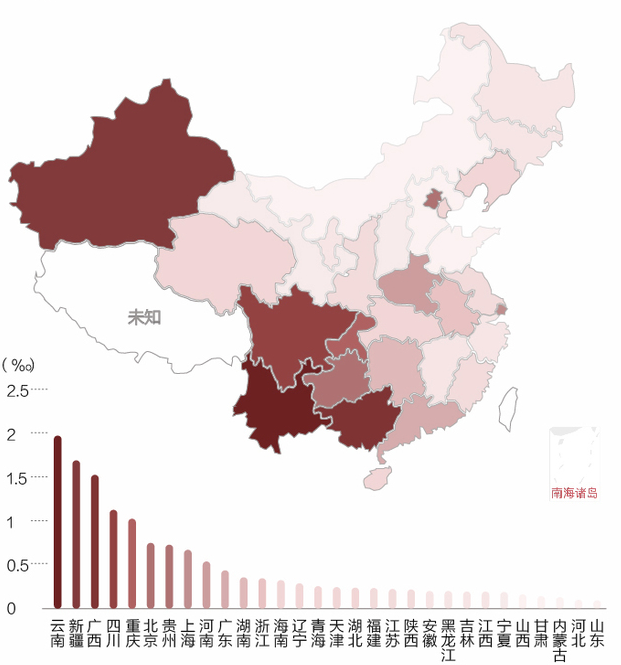 未知
(‰)
2.5
2
1.5
1
0.5
0
南海诸岛
云南
新疆
广西
四川
重庆
北京
贵州
上海
河南
广东
湖南
浙江
海南
辽宁
青海
天津
湖北
福建
江苏
陕西
安徽
黑龙江
吉林
江西
宁夏
山西
甘肃
内蒙古
河北
山东